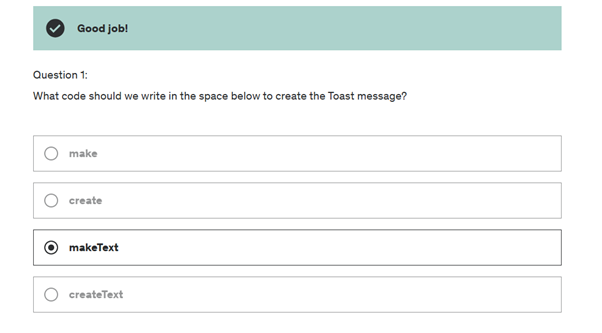 Good job!
Question 1:
What code should we write in the space below to create the Toast message?
make
create
makeText
createText